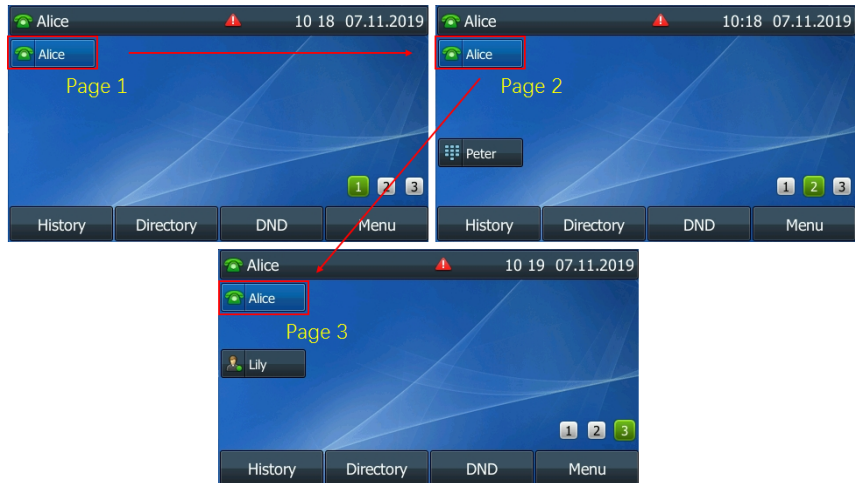 Alice 10 18 07.11.2019
Alice
Page 1
1 2 3
History Directory DND Menu
Alice 10:18 07.11.2019
Alice
Page 2
Peter
1 2 3
History Directory DND Menu
Alice 10 19 07.11.2019
Alice
Page 3
Lily
1 2 3
History Directory DND Menu